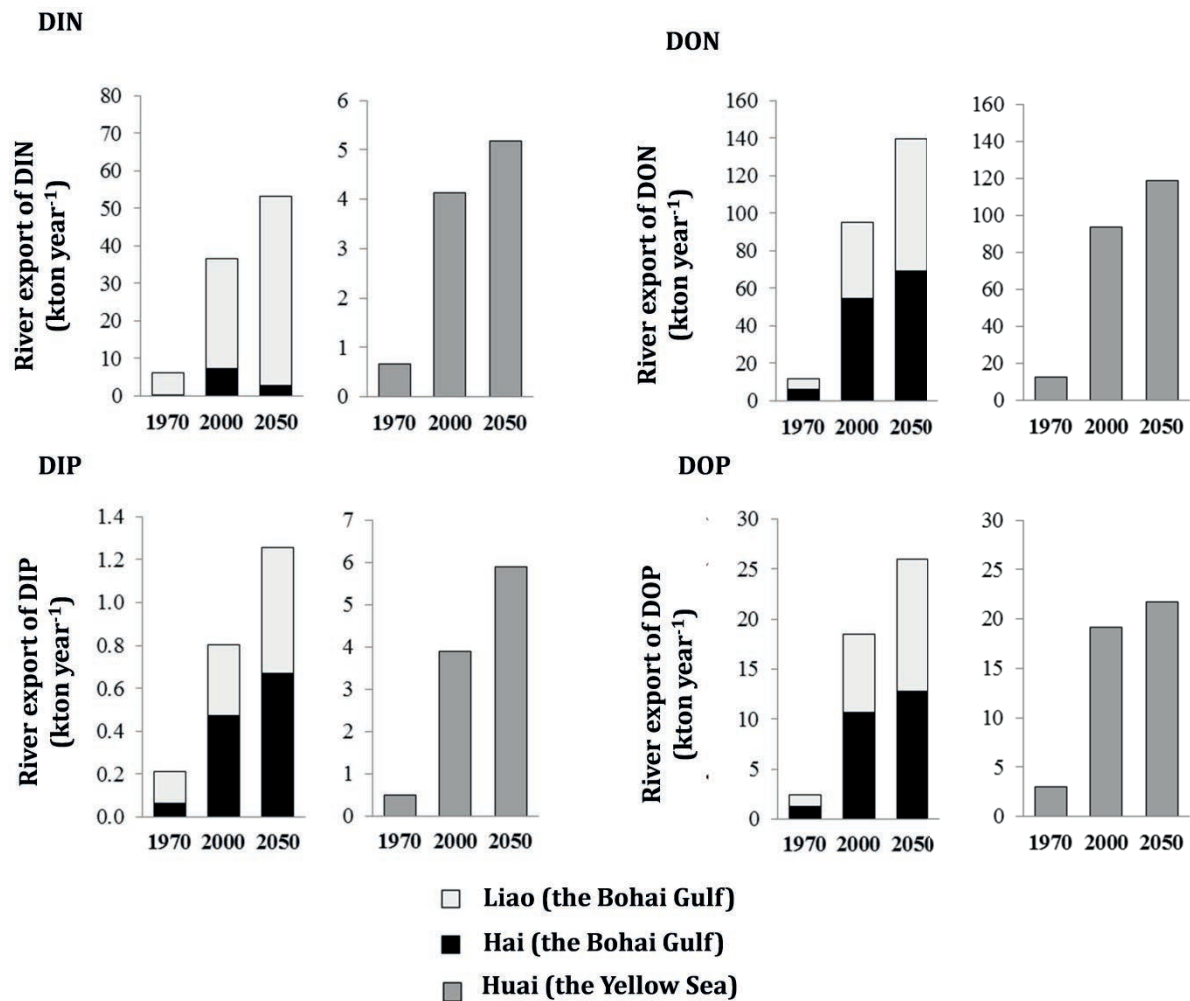 DIN
River export of DIN
(kton year-1)
80
70
60
50
40
30
20
10
0
1970 2000 2050
6
5
4
3
2
1
0
1970 2000 2050
DON
River export of DON
(kton year-1)
160
140
120
100
80
60
40
20
0
1970 2000 2050
160
140
120
100
80
60
40
20
0
1970 2000 2050
DIP
River export of DIP
(kton year-1)
1.4
1.2
1.0
0.8
0.6
0.4
0.2
0.0
1970 2000 2050
7
6
5
4
3
2
1
0
1970 2000 2050
DOP
River export of DOP
(kton year-1)
30
25
20
15
10
5
0
1970 2000 2050
30
25
20
15
10
5
0
1970 2000 2050
Liao (the Bohai Gulf)
Hai (the Bohai Gulf)
Huai (the Yellow Sea)